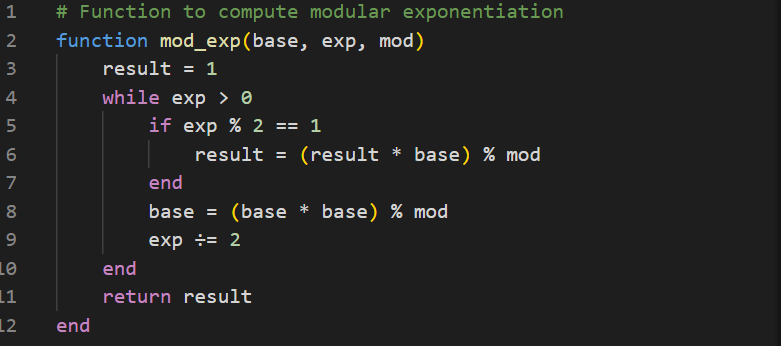 1 # Function to compute modular exponentiation
2 function mod_exp(base, exp, mod)
3 result = 1
4 while exp > 0
5 if exp % 2 == 1
6 result = (result * base) % mod
7 end
8 base = (base * base) % mod
9 exp ÷= 2
10 end
11 return result
12 end